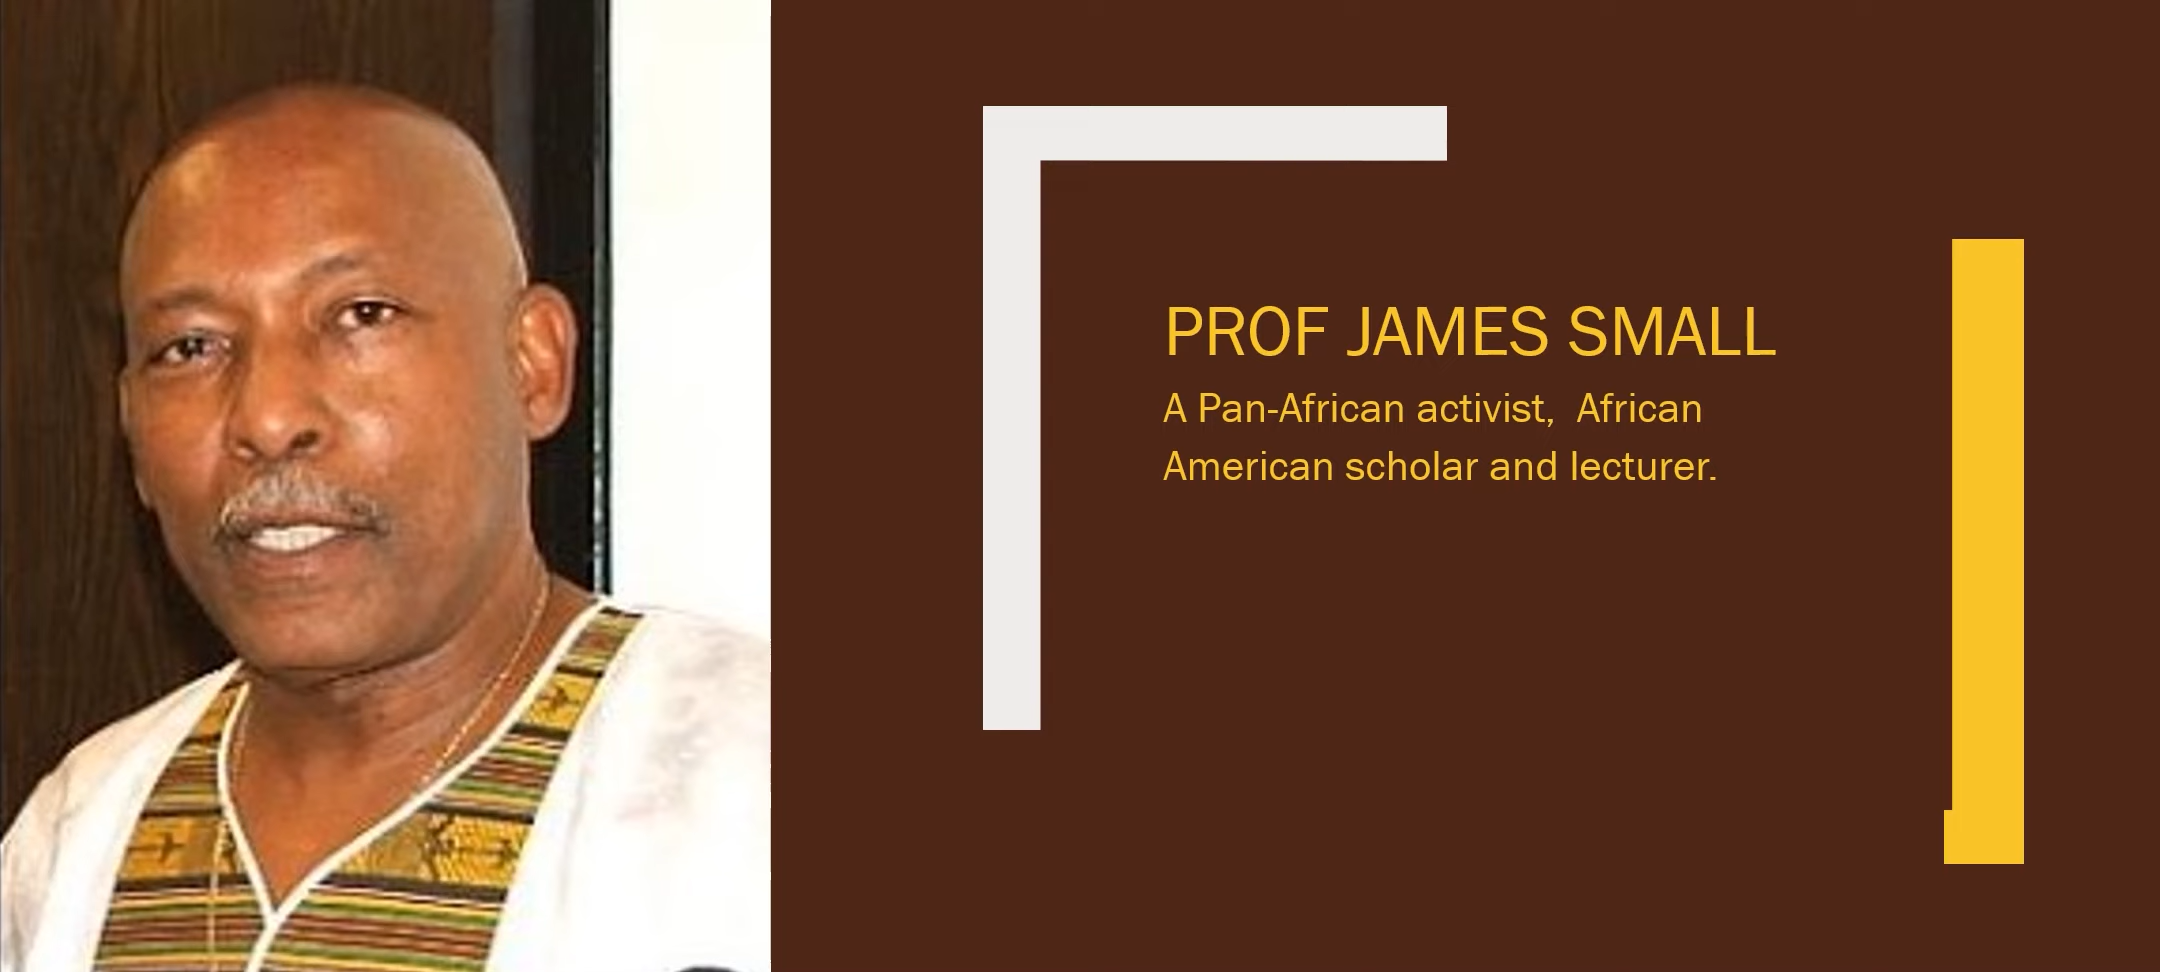 PROF JAMES SMALL
A Pan-African activist,  African
American scholar and lecturer.